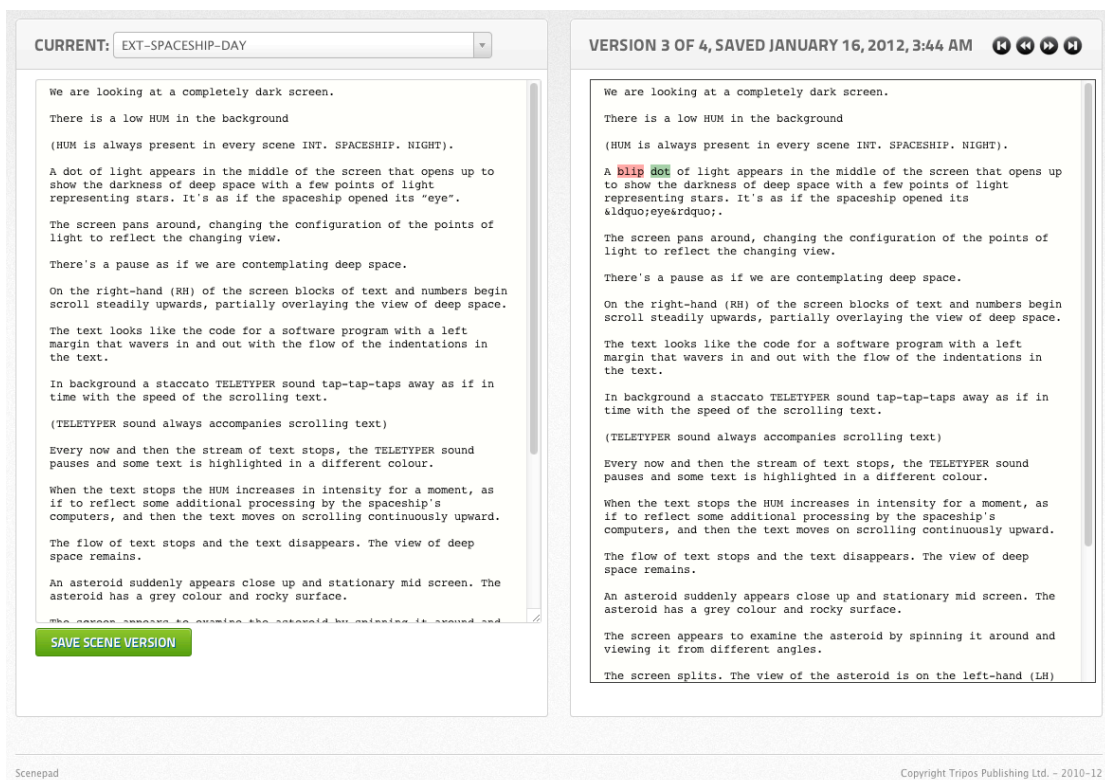 CURRENT: EXT-SPACESHIP-DAY
We are looking at a completely dark screen.
There is a low HUM in the background
(HUM is always present in every scene INT. SPACESHIP. NIGHT).
A dot of light appears in the middle of the screen that opens up to
show the darkness of deep space with a few points of light
representing stars. It's as if the spaceship opened its “eye”.
The screen pans around, changing the configuration of the points of
light to reflect the changing view.
There's a pause as if we are contemplating deep space.
On the right-hand (RH) of the screen blocks of text and numbers begin
scroll steadily upwards, partially overlaying the view of deep space.
The text looks like the code for a software program with a left
margin that wavers in and out with the flow of the indentations in
the text.
In background a staccato TELETYPER sound tap-tap-taps away as if in
time with the speed of the scrolling text.
(TELETYPER sound always accompanies scrolling text)
Every now and then the stream of text stops, the TELETYPER sound
pauses and some text is highlighted in a different colour.
When the text stops the HUM increases in intensity for a moment, as
if to reflect some additional processing by the spaceship's
computers, and then the text moves on scrolling continuously upward.
The flow of text stops and the text disappears. The view of deep
space remains.
An asteroid suddenly appears close up and stationary mid screen. The
asteroid has a grey colour and rocky surface.
The screen appears to examine the asteroid by spinning it around and
SAVE SCENE VERSION
VERSION 3 OF 4, SAVED JANUARY 16, 2012, 3:44 AM
We are looking at a completely dark screen.
There is a low HUM in the background
(HUM is always present in every scene INT. SPACESHIP. NIGHT).
A blip dot of light appears in the middle of the screen that opens up
to show the darkness of deep space with a few points of light
representing stars. It's as if the spaceship opened its
&ldquo;eye&rdquo;.
The screen pans around, changing the configuration of the points of
light to reflect the changing view.
There's a pause as if we are contemplating deep space.
On the right-hand (RH) of the screen blocks of text and numbers begin
scroll steadily upwards, partially overlaying the view of deep space.
The text looks like the code for a software program with a left
margin that wavers in and out with the flow of the indentations in
the text.
In background a staccato TELETYPER sound tap-tap-taps away as if in
time with the speed of the scrolling text.
(TELETYPER sound always accompanies scrolling text)
Every now and then the stream of text stops, the TELETYPER sound
pauses and some text is highlighted in a different colour.
When the text stops the HUM increases in intensity for a moment, as
if to reflect some additional processing by the spaceship's
computers, and then the text moves on scrolling continuously upward.
The flow of text stops and the text disappears. The view of deep
space remains.
An asteroid suddenly appears close up and stationary mid screen. The
asteroid has a grey colour and rocky surface.
The screen appears to examine the asteroid by spinning it around and
viewing it from different angles.
The screen splits. The view of the asteroid is on the left-hand (LH)
Scenepad
Copyright Tripos Publishing Ltd. - 2010-12